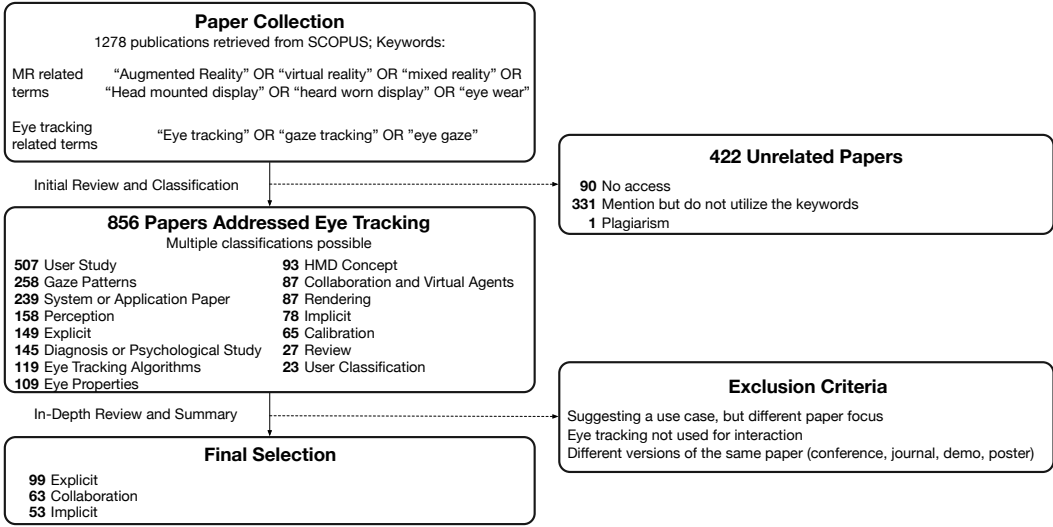 Paper Collection
1278 publications retrieved from SCOPUS; Keywords:
MR related terms
“Augmented Reality” OR “virtual reality” OR “mixed reality” OR
“Head mounted display” OR “heard worn display” OR “eye wear”
Eye tracking related terms
“Eye tracking” OR “gaze tracking” OR ”eye gaze”
Initial Review and Classification
422 Unrelated Papers
90 No access
331 Mention but do not utilize the keywords
1 Plagiarism
856 Papers Addressed Eye Tracking
Multiple classifications possible
507 User Study
258 Gaze Patterns
239 System or Application Paper
158 Perception
149 Explicit
145 Diagnosis or Psychological Study
119 Eye Tracking Algorithms
109 Eye Properties
93 HMD Concept
87 Collaboration and Virtual Agents
87 Rendering
78 Implicit
65 Calibration
27 Review
23 User Classification
In-Depth Review and Summary
Exclusion Criteria
Suggesting a use case, but different paper focus
Eye tracking not used for interaction
Different versions of the same paper (conference, journal, demo, poster)
Final Selection
99 Explicit
63 Collaboration
53 Implicit